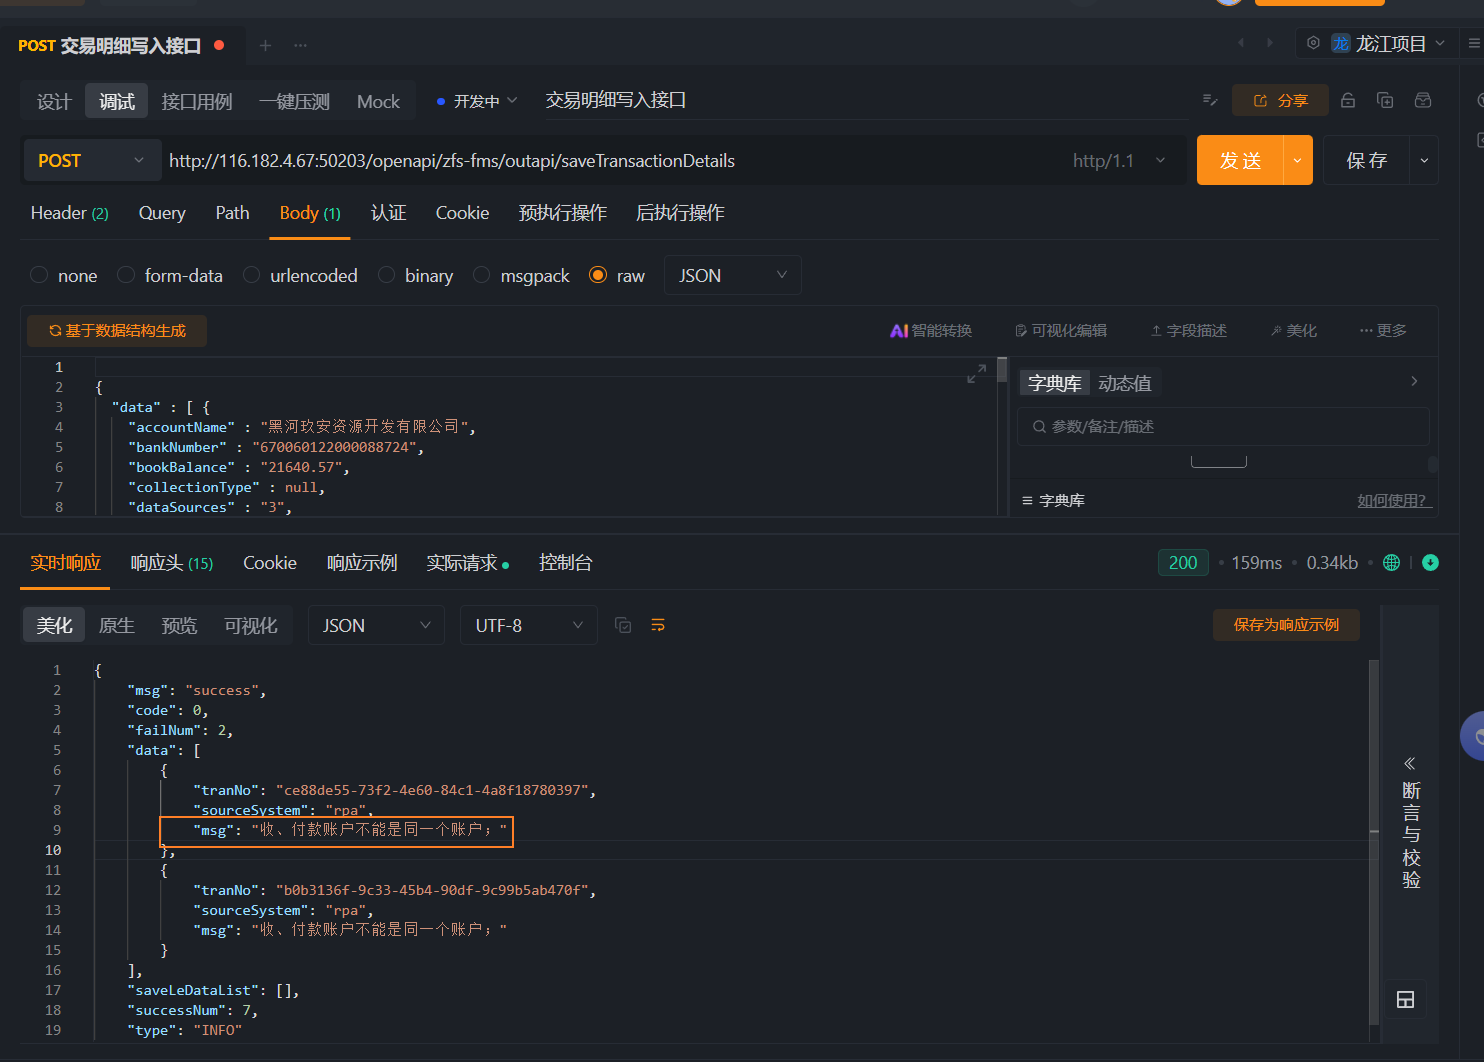 POST 交易明细写入接口
龙 龙江项目
设计 调试 接口用例 一键压测 Mock 开发中 交易明细写入接口 分享
POST http://116.182.4.67:50203/openapi/zfs-fms/outapi/saveTransactionDetails http/1.1 发 送 保 存
Header (2) Query Path Body (1) 认证 Cookie 预执行操作 后执行操作
none form-data urlencoded binary msgpack raw JSON
基于数据结构生成 AI 智能转换 可视化编辑 字段描述 美化 更多
1
2 {
3 "data" : [ {
4 "accountName" : "黑河玖安资源开发有限公司",
5 "bankNumber" : "670060122000088724",
6 "bookBalance" : "21640.57",
7 "collectionType" : null,
8 "dataSources" : "3",
字典库 动态值
参数/备注/描述
字典库 如何使用?
实时响应 响应头 (15) Cookie 响应示例 实际请求 控制台 200 159ms 0.34kb
美化 原生 预览 可视化 JSON UTF-8 保存为响应示例
1 {
2 "msg": "success",
3 "code": 0,
4 "failNum": 2,
5 "data": [
6 {
7 "tranNo": "ce88de55-73f2-4e60-84c1-4a8f18780397",
8 "sourceSystem": "rpa",
9 "msg": "收、付款账户不能是同一个账户；"
10 },
11 {
12 "tranNo": "b0b3136f-9c33-45b4-90df-9c99b5ab470f",
13 "sourceSystem": "rpa",
14 "msg": "收、付款账户不能是同一个账户；"
15 }
16 ],
17 "saveLeDataList": [],
18 "successNum": 7,
19 "type": "INFO"
断言与校验